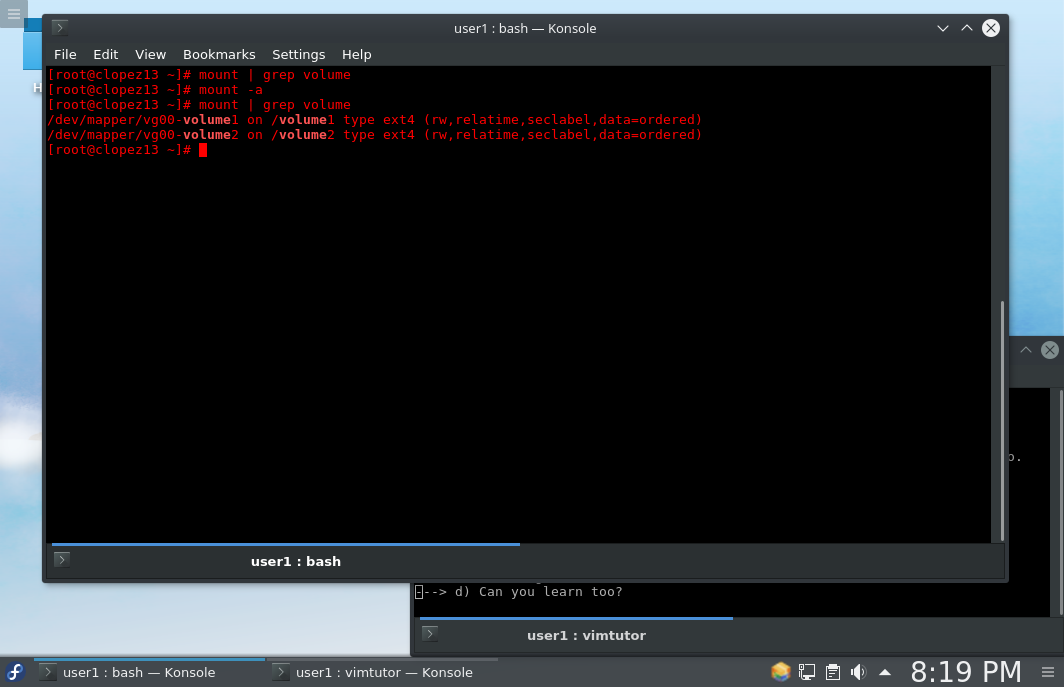 user1 : bash — Konsole
File Edit View Bookmarks Settings Help
[root@clopez13 ~]# mount | grep volume
[root@clopez13 ~]# mount -a
[root@clopez13 ~]# mount | grep volume
/dev/mapper/vg00-volume1 on /volume1 type ext4 (rw,relatime,seclabel,data=ordered)
/dev/mapper/vg00-volume2 on /volume2 type ext4 (rw,relatime,seclabel,data=ordered)
[root@clopez13 ~]#
user1 : bash
---> d) Can you learn too?
user1 : vimtutor
user1 : bash — Konsole
user1 : vimtutor — Konsole
8:19 PM